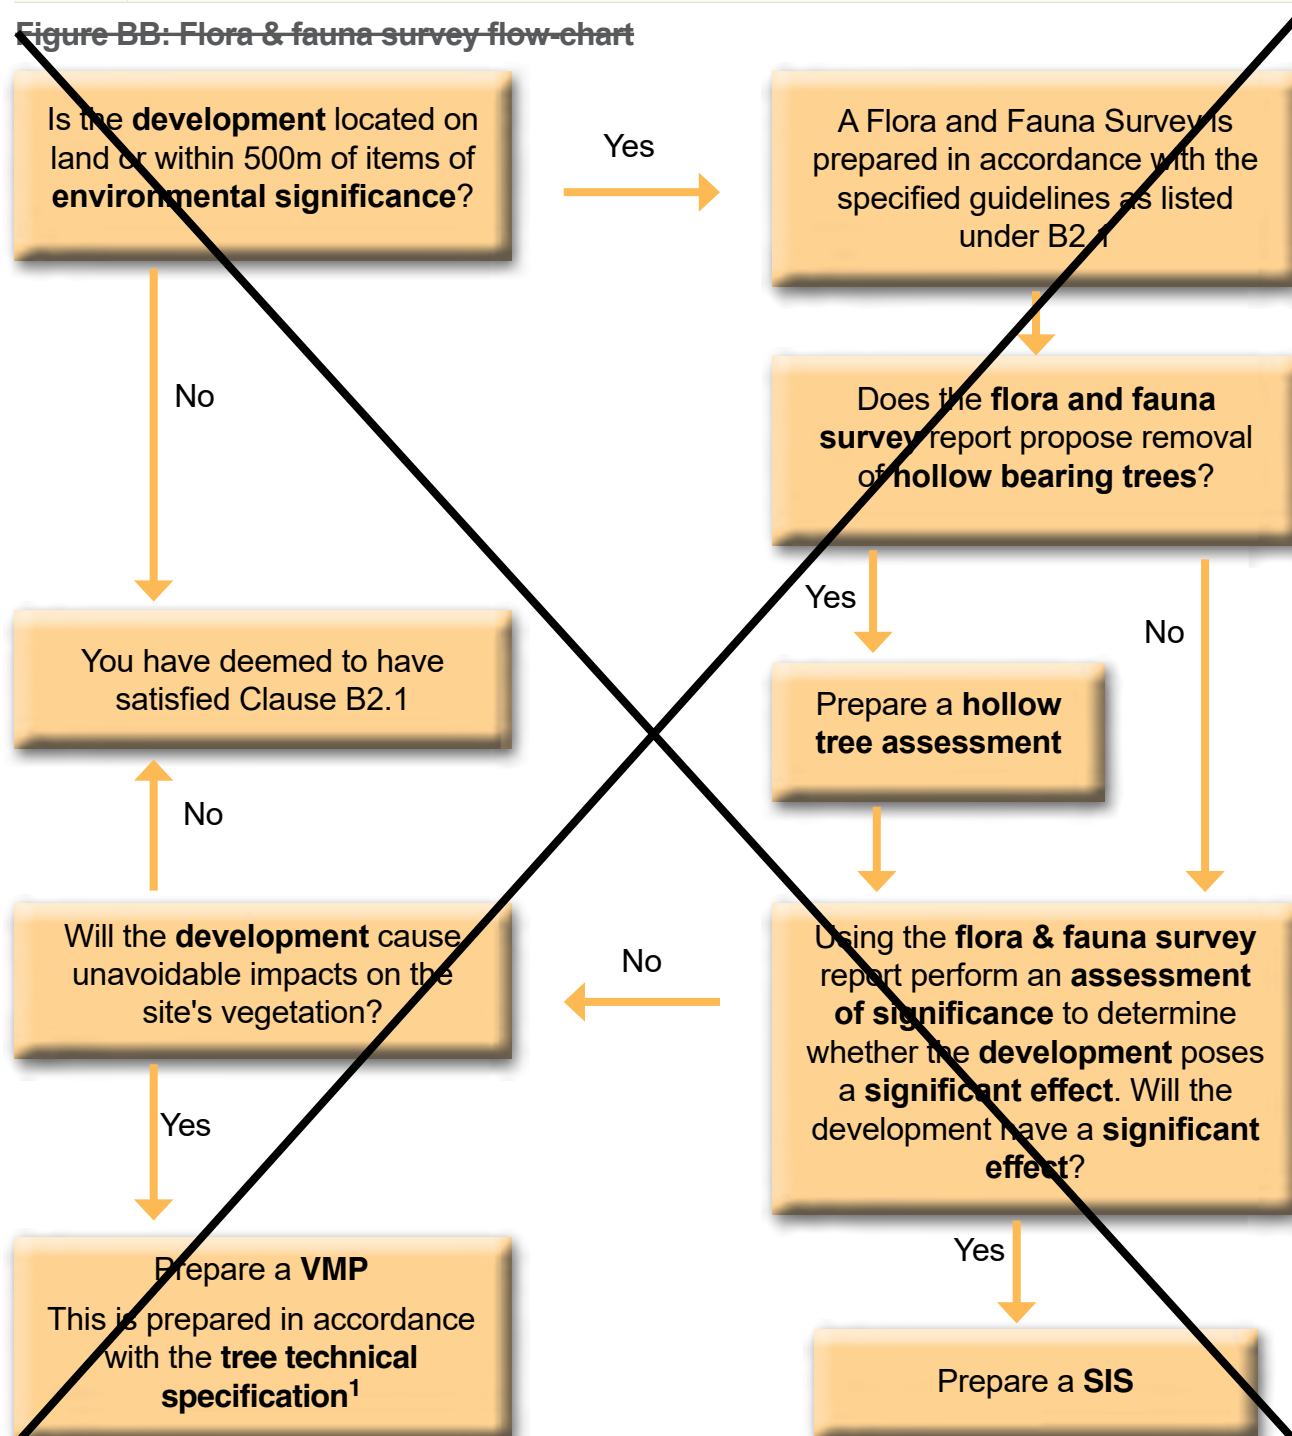 Figure BB: Flora & fauna survey flow-chart
Is the development located on
land or within 500m of items of
environmental significance?
Yes
A Flora and Fauna Survey is
prepared in accordance with the
specified guidelines as listed
under B2.1
No
Does the flora and fauna
survey report propose removal
of hollow bearing trees?
Yes
No
You have deemed to have
satisfied Clause B2.1
Prepare a hollow
tree assessment
No
Will the development cause
unavoidable impacts on the
site's vegetation?
No
Using the flora & fauna survey
report perform an assessment
of significance to determine
whether the development poses
a significant effect. Will the
development have a significant
effect?
Yes
Yes
Prepare a VMP
This is prepared in accordance
with the tree technical
specification1
Prepare a SIS